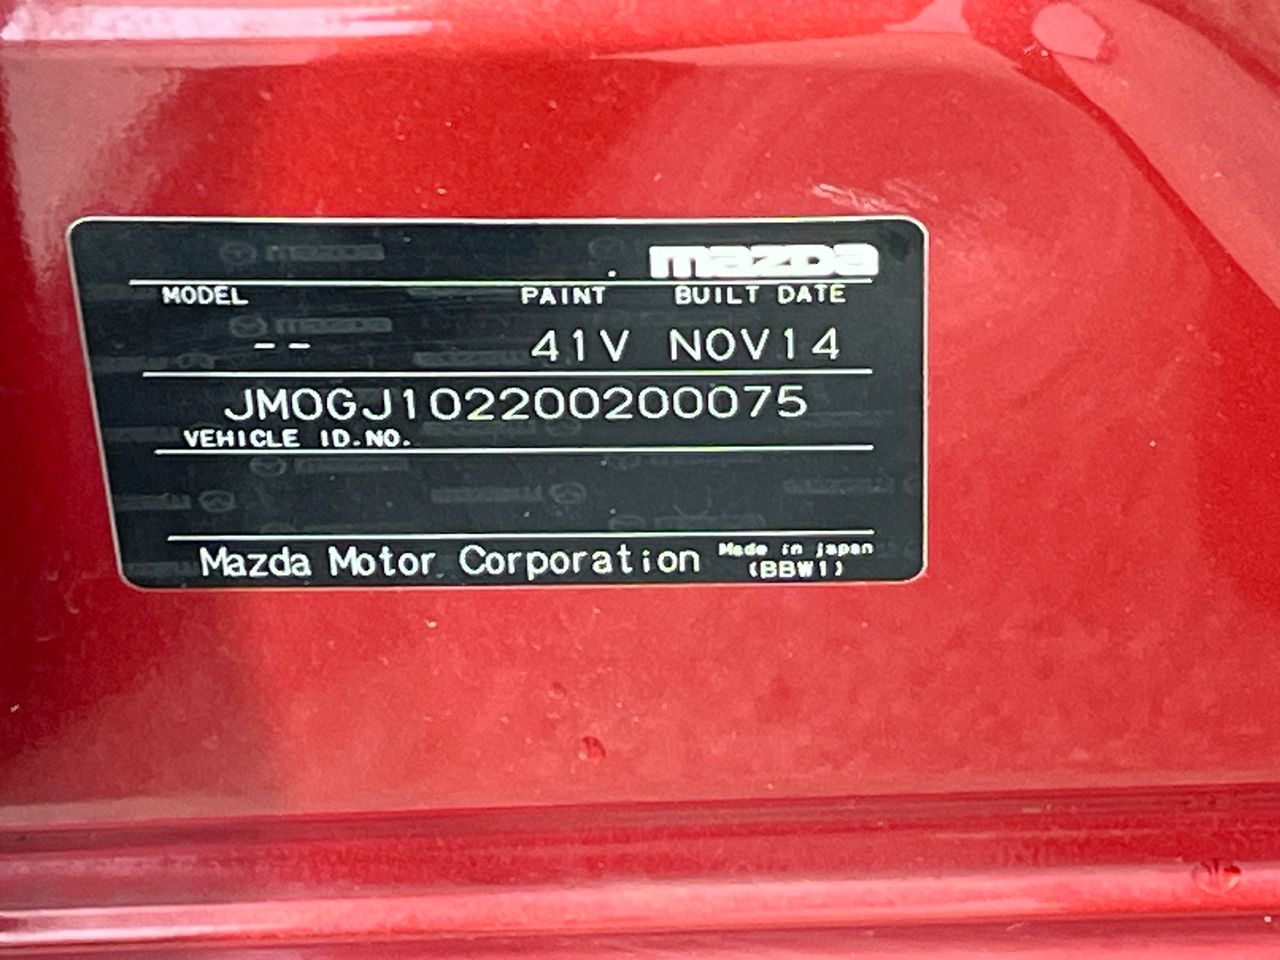 mazda
MODEL PAINT BUILT DATE
-- 41V NOV14
JM0GJ102200200075
VEHICLE ID.NO.
Mazda Motor Corporation Made in japan
(BBW1)